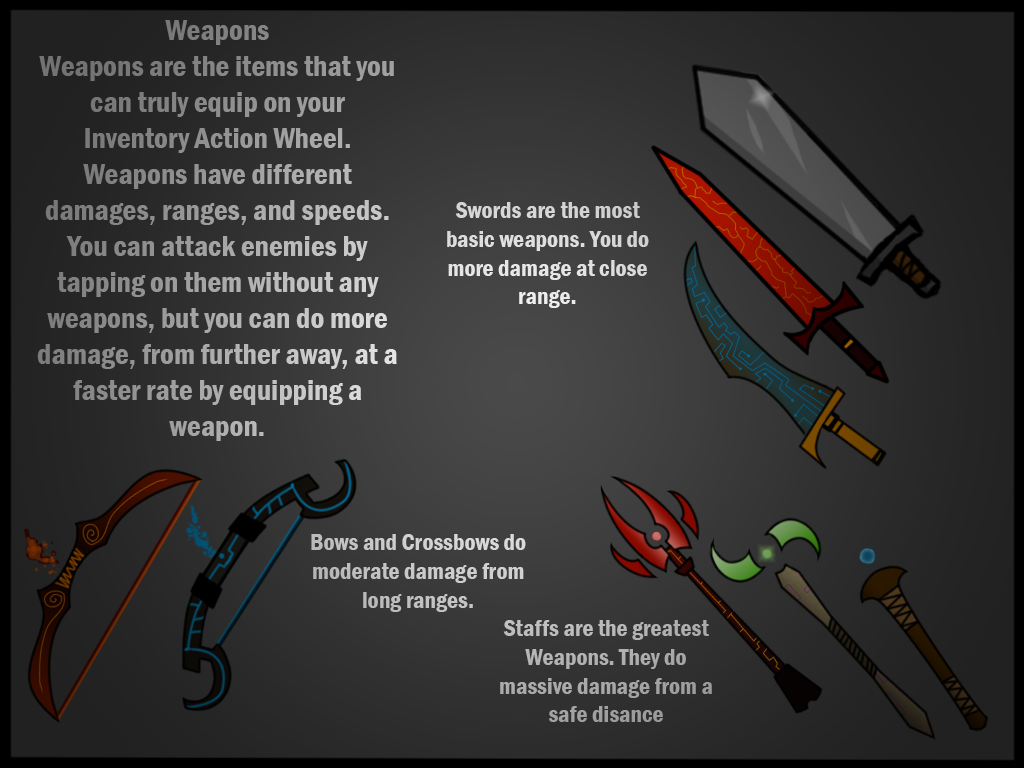 Weapons
Weapons are the items that you
can truly equip on your
Inventory Action Wheel.
Weapons have different
damages, ranges, and speeds.
You can attack enemies by
tapping on them without any
weapons, but you can do more
damage, from further away, at a
faster rate by equipping a
weapon.
Swords are the most
basic weapons. You do
more damage at close
range.
Bows and Crossbows do
moderate damage from
long ranges.
Staffs are the greatest
Weapons. They do
massive damage from a
safe disance